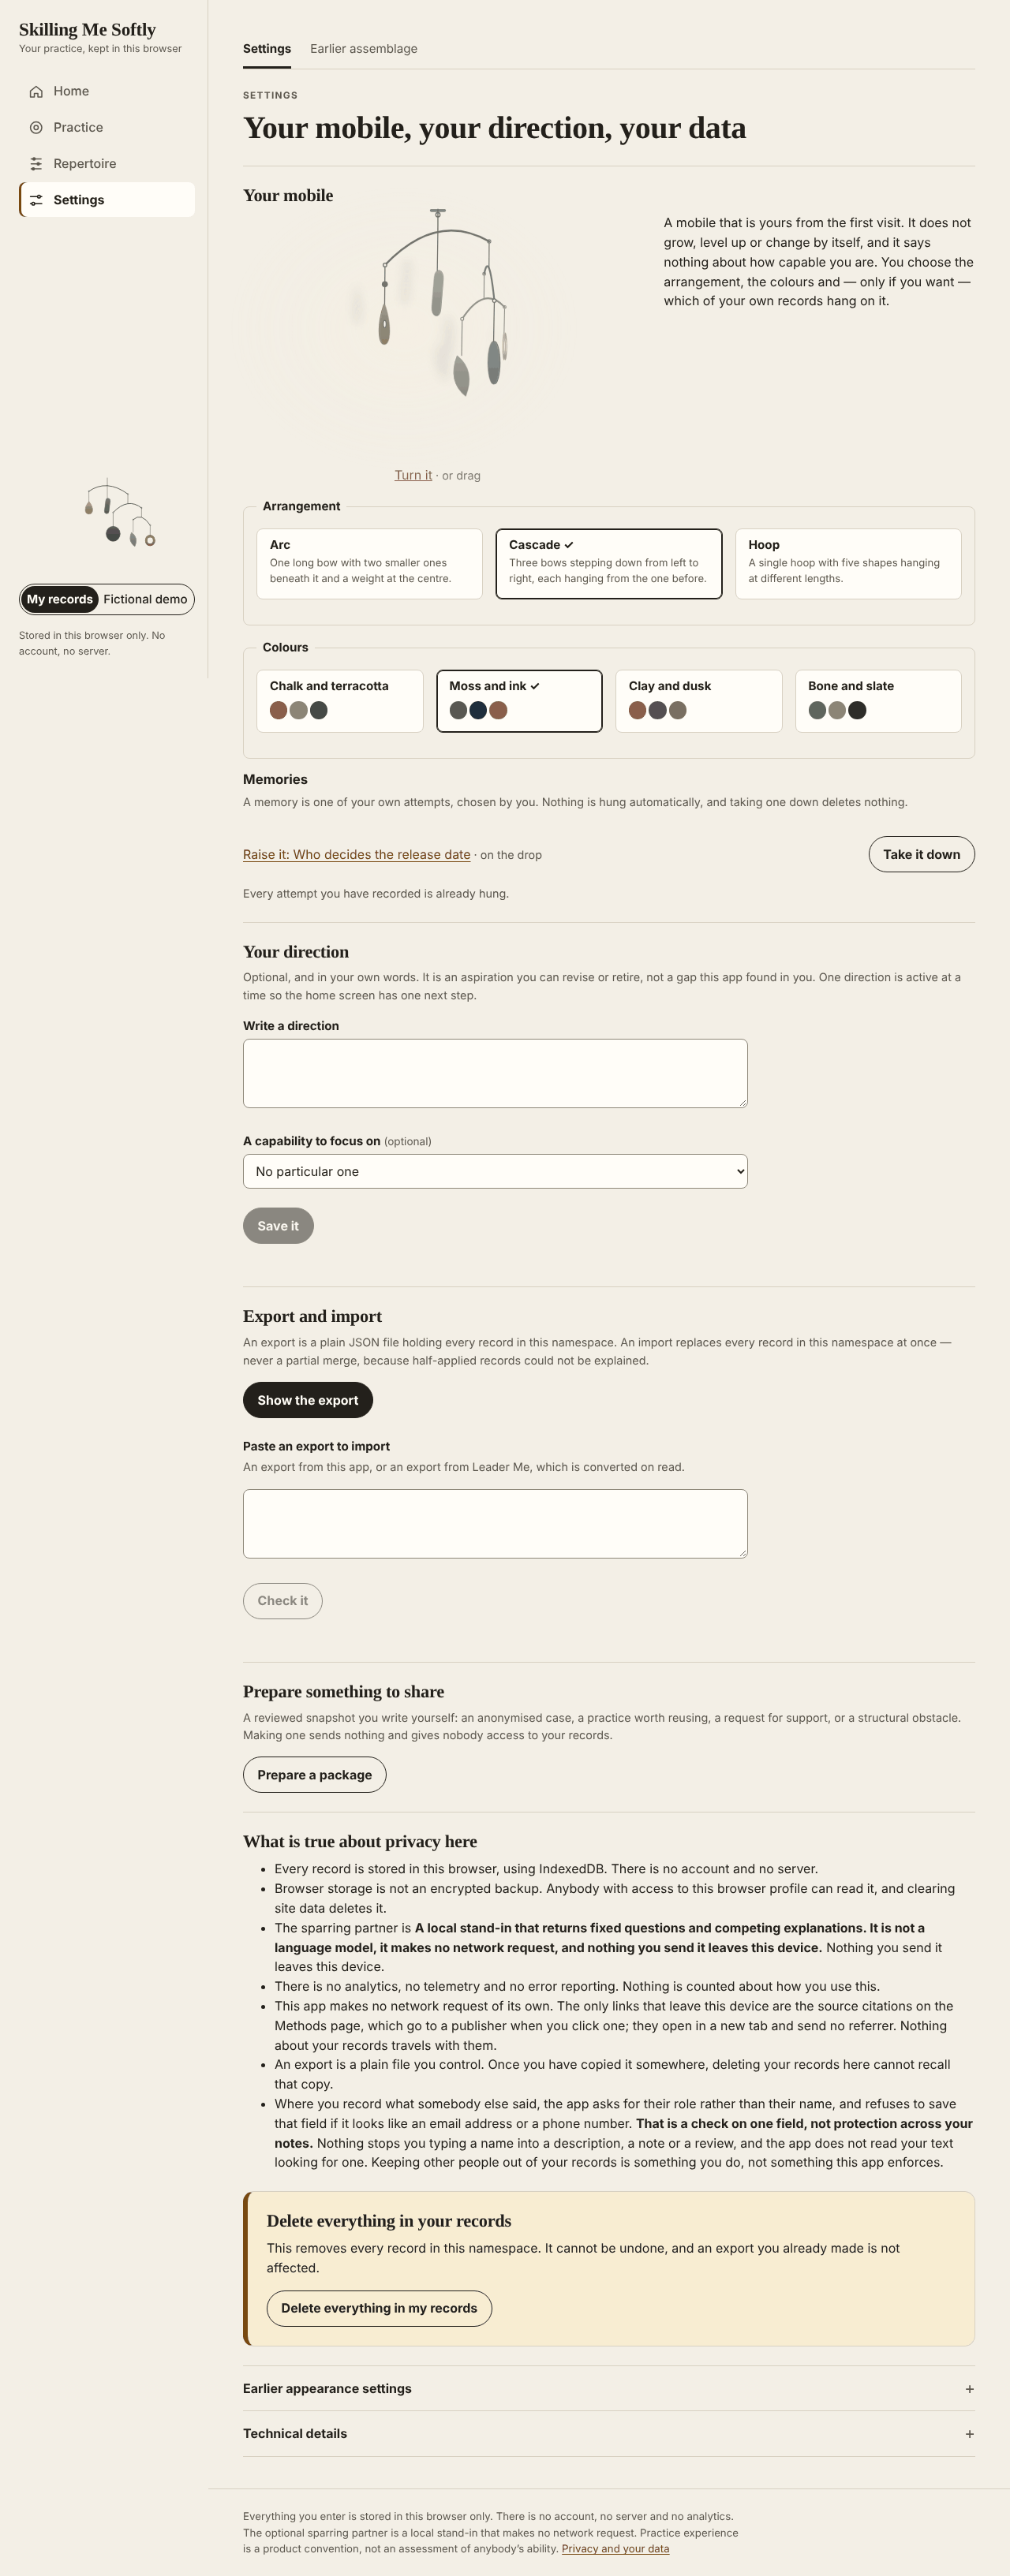 Skilling Me Softly
Your practice, kept in this browser
Home
Practice
Repertoire
Settings
My records
Fictional demo
Stored in this browser only. No
account, no server.
Settings
Earlier assemblage
SETTINGS
Your mobile, your direction, your data
Your mobile
A mobile that is yours from the first visit. It does not
grow, level up or change by itself, and it says
nothing about how capable you are. You choose the
arrangement, the colours and — only if you want —
which of your own records hang on it.
Turn it · or drag
Arrangement
Arc
One long bow with two smaller ones
beneath it and a weight at the centre.
Cascade ✓
Three bows stepping down from left to
right, each hanging from the one before.
Hoop
A single hoop with five shapes hanging
at different lengths.
Colours
Chalk and terracotta
Moss and ink ✓
Clay and dusk
Bone and slate
Memories
A memory is one of your own attempts, chosen by you. Nothing is hung automatically, and taking one down deletes nothing.
Raise it: Who decides the release date · on the drop
Take it down
Every attempt you have recorded is already hung.
Your direction
Optional, and in your own words. It is an aspiration you can revise or retire, not a gap this app found in you. One direction is active at a
time so the home screen has one next step.
Write a direction
A capability to focus on (optional)
No particular one
Save it
Export and import
An export is a plain JSON file holding every record in this namespace. An import replaces every record in this namespace at once —
never a partial merge, because half-applied records could not be explained.
Show the export
Paste an export to import
An export from this app, or an export from Leader Me, which is converted on read.
Check it
Prepare something to share
A reviewed snapshot you write yourself: an anonymised case, a practice worth reusing, a request for support, or a structural obstacle.
Making one sends nothing and gives nobody access to your records.
Prepare a package
What is true about privacy here
• Every record is stored in this browser, using IndexedDB. There is no account and no server.
• Browser storage is not an encrypted backup. Anybody with access to this browser profile can read it, and clearing
site data deletes it.
• The sparring partner is A local stand-in that returns fixed questions and competing explanations. It is not a
language model, it makes no network request, and nothing you send it leaves this device. Nothing you send it
leaves this device.
• There is no analytics, no telemetry and no error reporting. Nothing is counted about how you use this.
• This app makes no network request of its own. The only links that leave this device are the source citations on the
Methods page, which go to a publisher when you click one; they open in a new tab and send no referrer. Nothing
about your records travels with them.
• An export is a plain file you control. Once you have copied it somewhere, deleting your records here cannot recall
that copy.
• Where you record what somebody else said, the app asks for their role rather than their name, and refuses to save
that field if it looks like an email address or a phone number. That is a check on one field, not protection across your
notes. Nothing stops you typing a name into a description, a note or a review, and the app does not read your text
looking for one. Keeping other people out of your records is something you do, not something this app enforces.
Delete everything in your records
This removes every record in this namespace. It cannot be undone, and an export you already made is not
affected.
Delete everything in my records
Earlier appearance settings +
Technical details +
Everything you enter is stored in this browser only. There is no account, no server and no analytics.
The optional sparring partner is a local stand-in that makes no network request. Practice experience
is a product convention, not an assessment of anybody’s ability. Privacy and your data